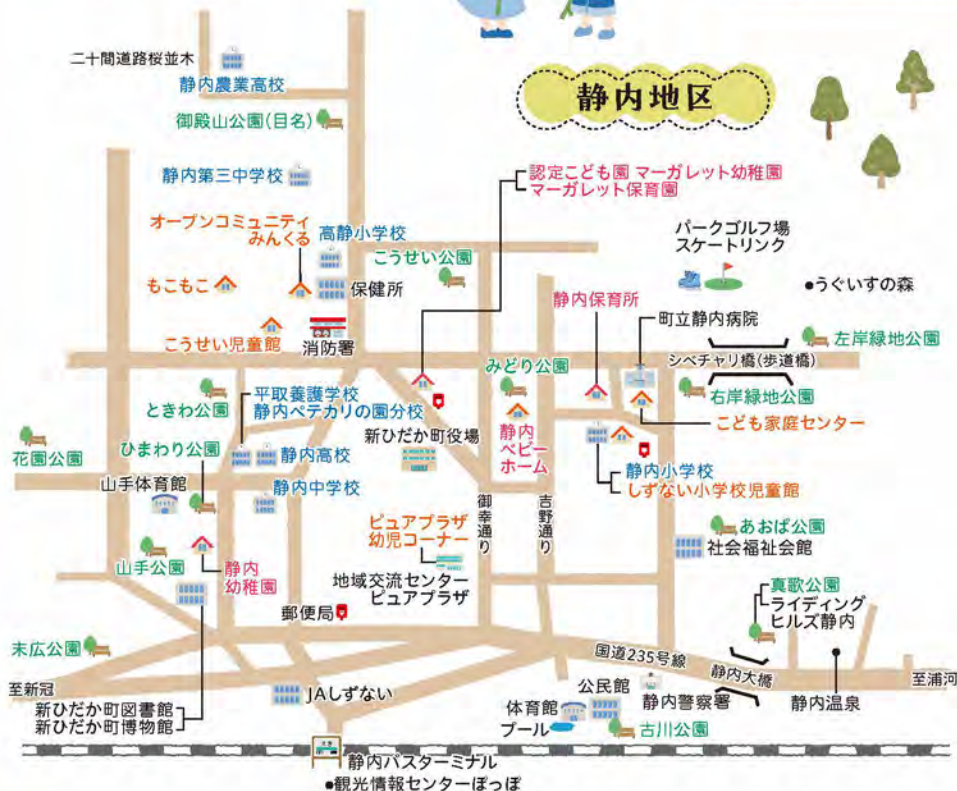 静内地区
二十間道路桜並木
静内農業高校
御殿山公園(目名)
静内第三中学校
認定こども園 マーガレット幼稚園
マーガレット保育園
オープンコミュニティ
みんくる
高静小学校
こうせい公園
パークゴルフ場
スケートリンク
もこもこ
保健所
静内保育所
●うぐいすの森
町立静内病院
こうせい児童館
消防署
みどり公園
シベチャリ橋(歩道橋)
左岸緑地公園
ときわ公園
平取養護学校
静内ペテカリの園分校
右岸緑地公園
こども家庭センター
花園公園
ひまわり公園
静内高校
新ひだか町役場
静内
ベビー
ホーム
静内小学校
しずない小学校児童館
山手体育館
静内中学校
御幸通り
吉野通り
ピュアプラザ
幼児コーナー
あおば公園
社会福祉会館
山手公園
静内
幼稚園
地域交流センター
ピュアプラザ
真歌公園
ライディング
ヒルズ静内
郵便局
末広公園
国道235号線
静内大橋
至新冠
JAしずない
公民館
静内警察署
静内温泉
至浦河
新ひだか町図書館
新ひだか町博物館
体育館
プール
古川公園
静内バスターミナル
●観光情報センターぽっぽ